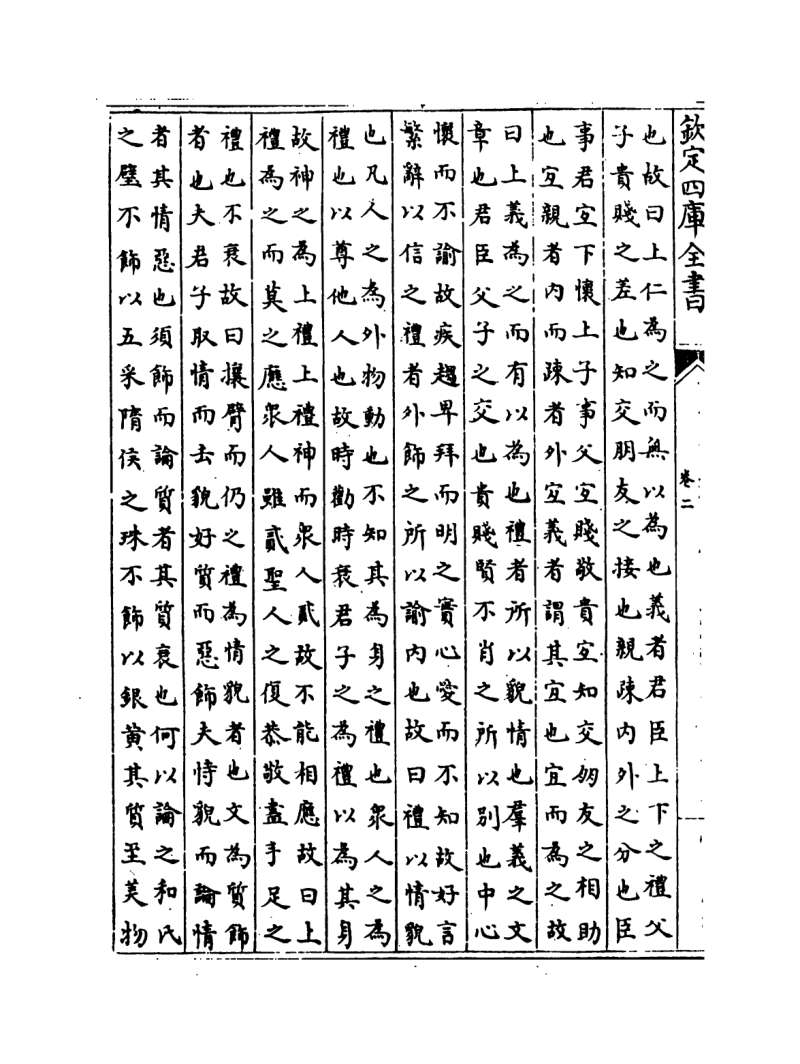 欽定四庫全書
卷二
也故曰上仁為之而無以為也義者君臣上下之禮父
子貴賤之差也知交朋友之接也親疎内外之分也臣
事君宜下懷上子事父宜賤敬貴宜知交朋友之相助
也宜親者内而疎者外宜義者謂其宜也宜而為之故
曰上義為之而有以為也禮者所以貌情也羣義之文
章也君臣父子之交也貴賤賢不肖之所以別也中心
懷而不諭故疾趨卑拜而明之實心愛而不知故好言
繁辭以信之禮者外飾之所以諭内也故曰禮以情貌
也凡人之為外物動也不知其為身之禮也衆人之為
禮也以尊他人也故時勸時衰君子之為禮以為其身
故神之為上禮上禮神而衆人貳故不能相應故曰上
禮為之而莫之應衆人雖貳聖人之復恭敬盡手足之
禮也不衰故曰攘臂而仍之禮為情貌者也文為質飾
者也夫君子取情而去貌好質而惡飾夫恃貌而論情
者其情惡也須飾而論質者其質衰也何以論之和氏
之璧不飾以五采隋侯之珠不飾以銀黄其質至美物